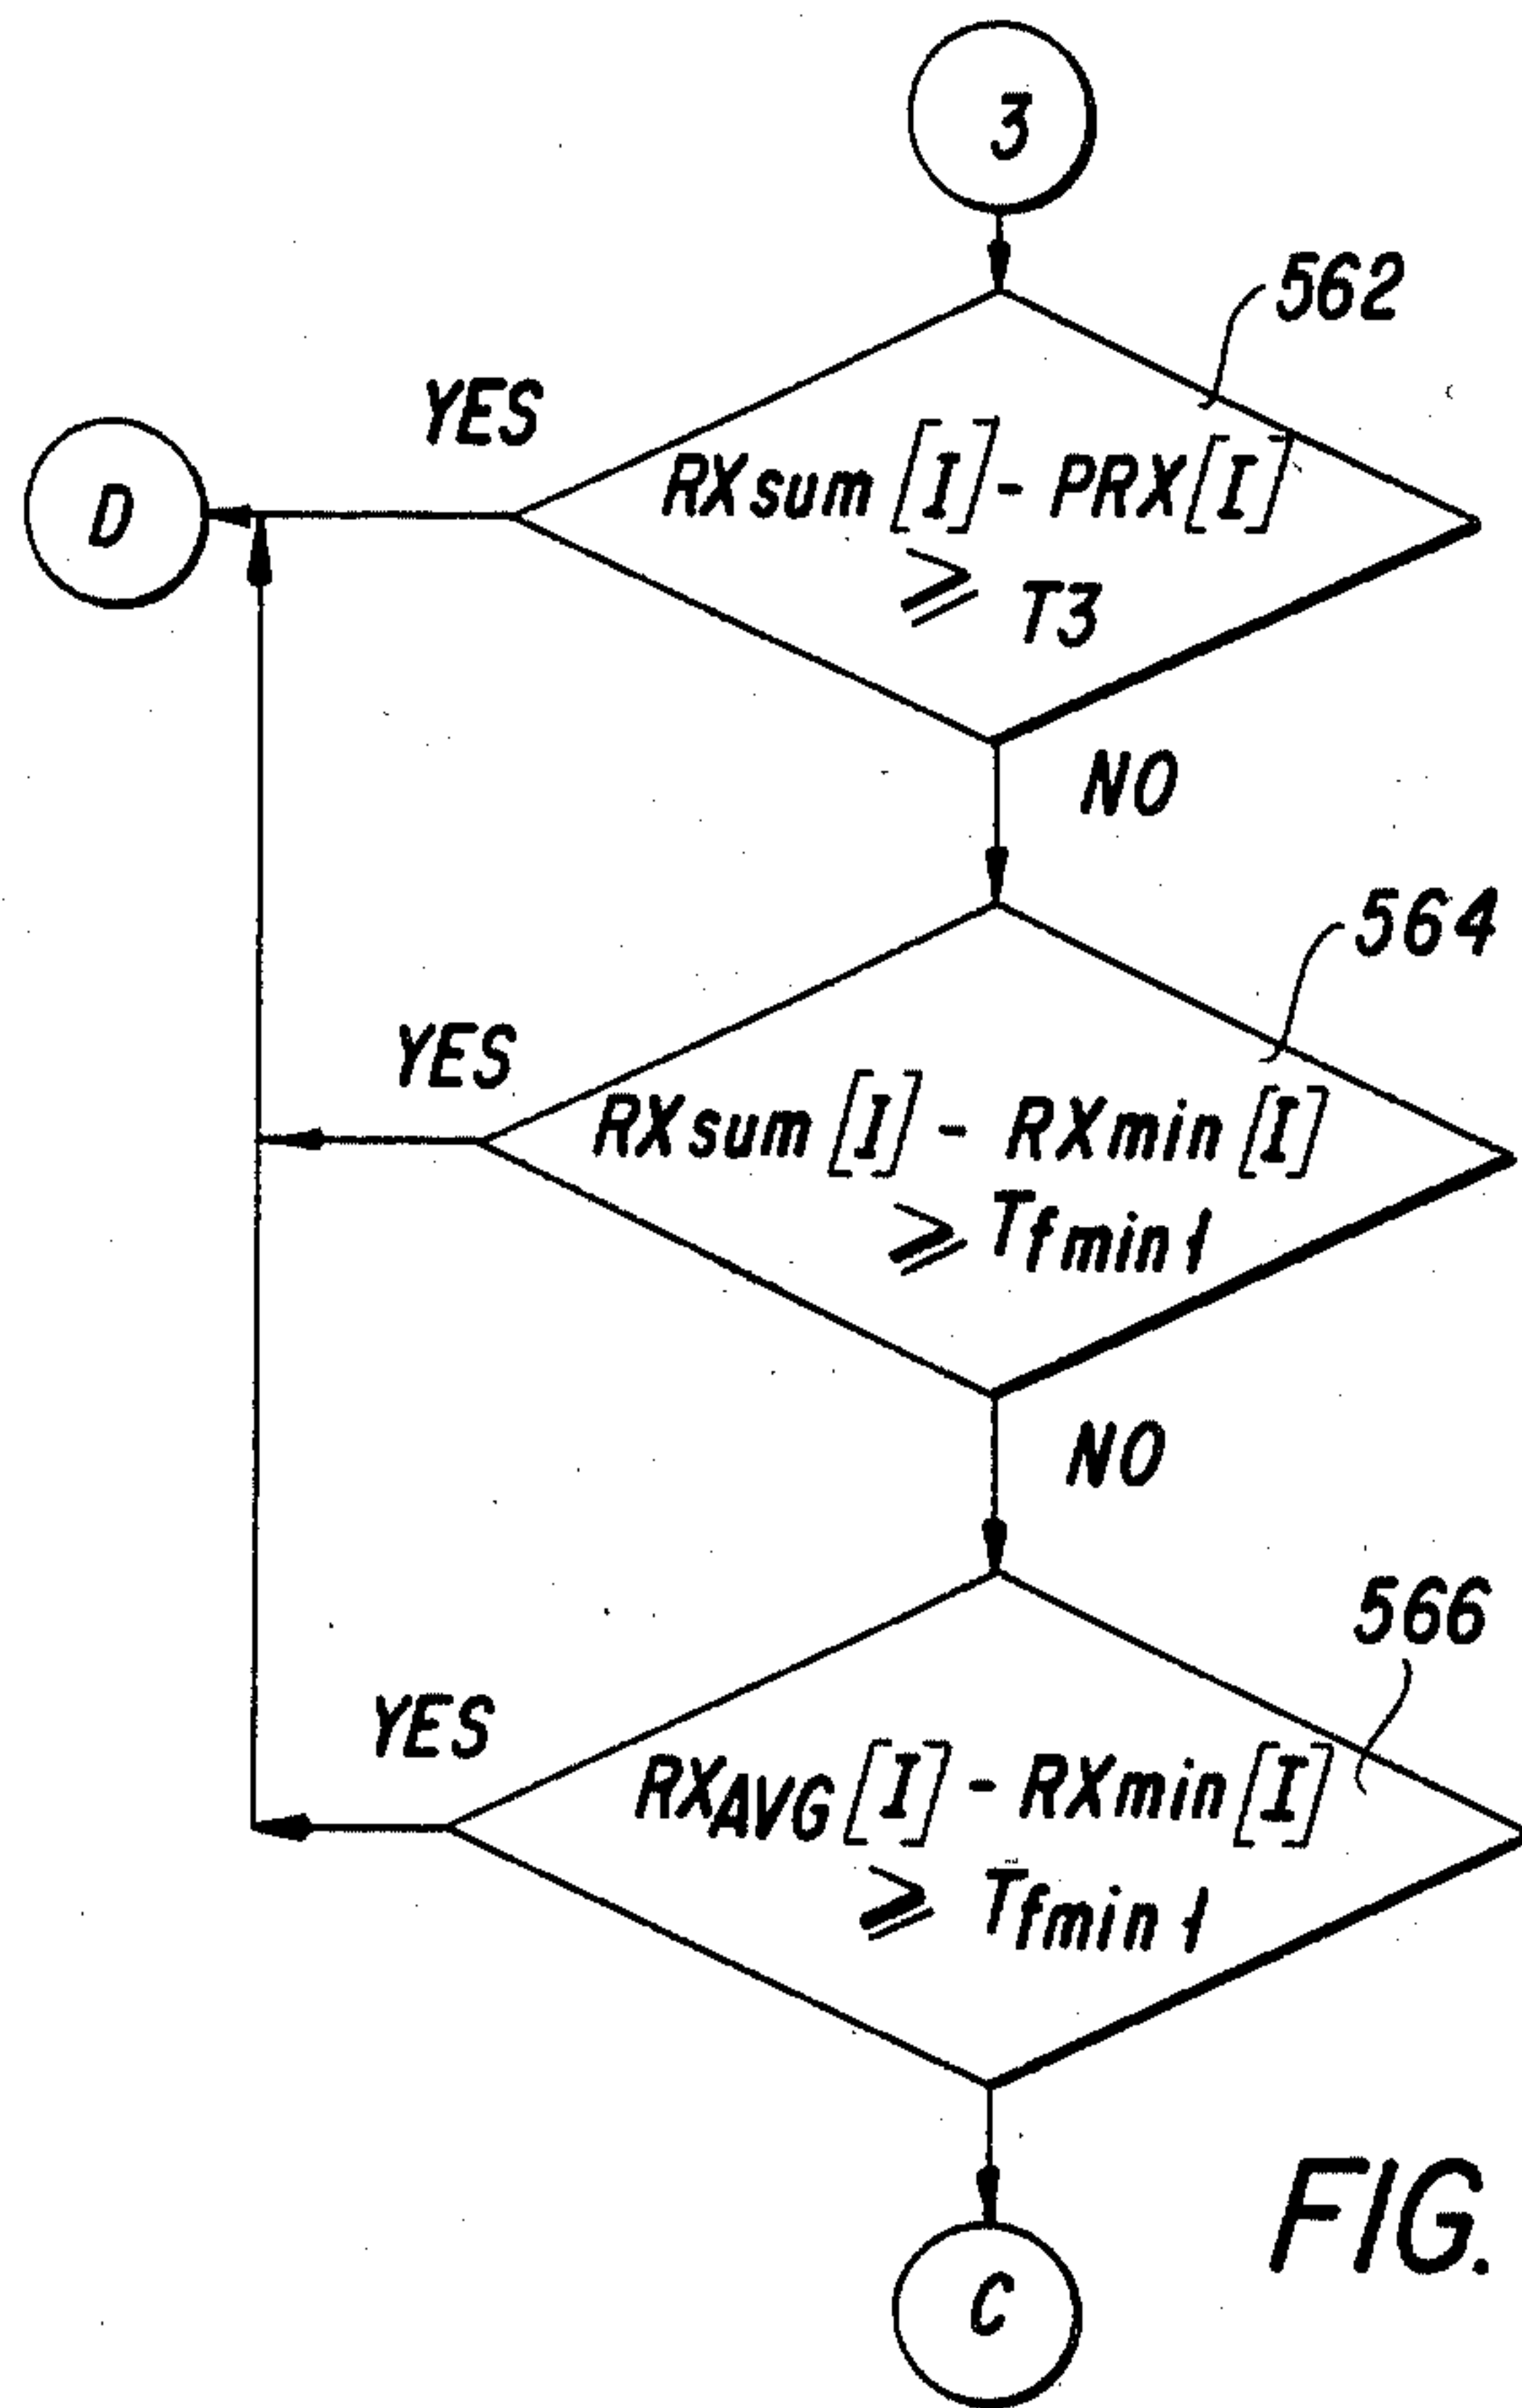 3
562
YES
RXsum[I] - PRX[I]
≥ T3
D
NO
564
YES
RXsum[I] - RXmin[I]
≥ Tfmin1
NO
566
YES
RXAVG[I] - RXmin[I]
≥ Tfmin1
FIG.
C